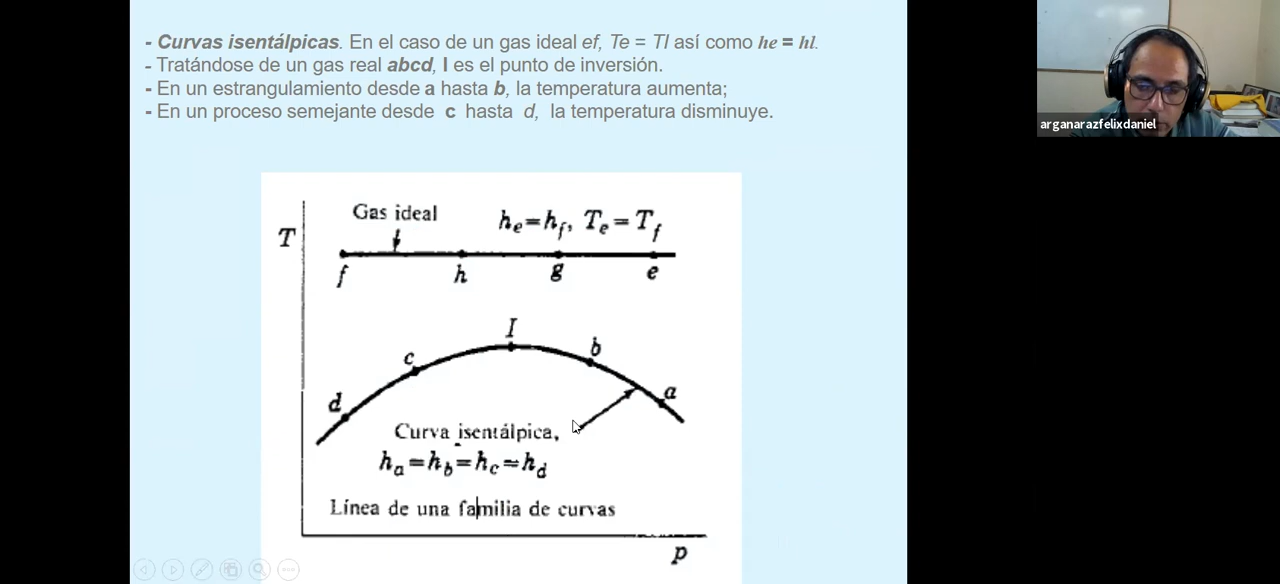 - Curvas isentálpicas. En el caso de un gas ideal ef, Te = Tl así como he = hl.
- Tratándose de un gas real abcd, I es el punto de inversión.
- En un estrangulamiento desde a hasta b, la temperatura aumenta;
- En un proceso semejante desde c hasta d, la temperatura disminuye.
arganarazfelixdaniel
Gas ideal
he=hf, Te=Tf
T
f h g e
I
b
c
a
d
Curva isentálpica,
ha=hb=hc=hd
Línea de una familia de curvas
p